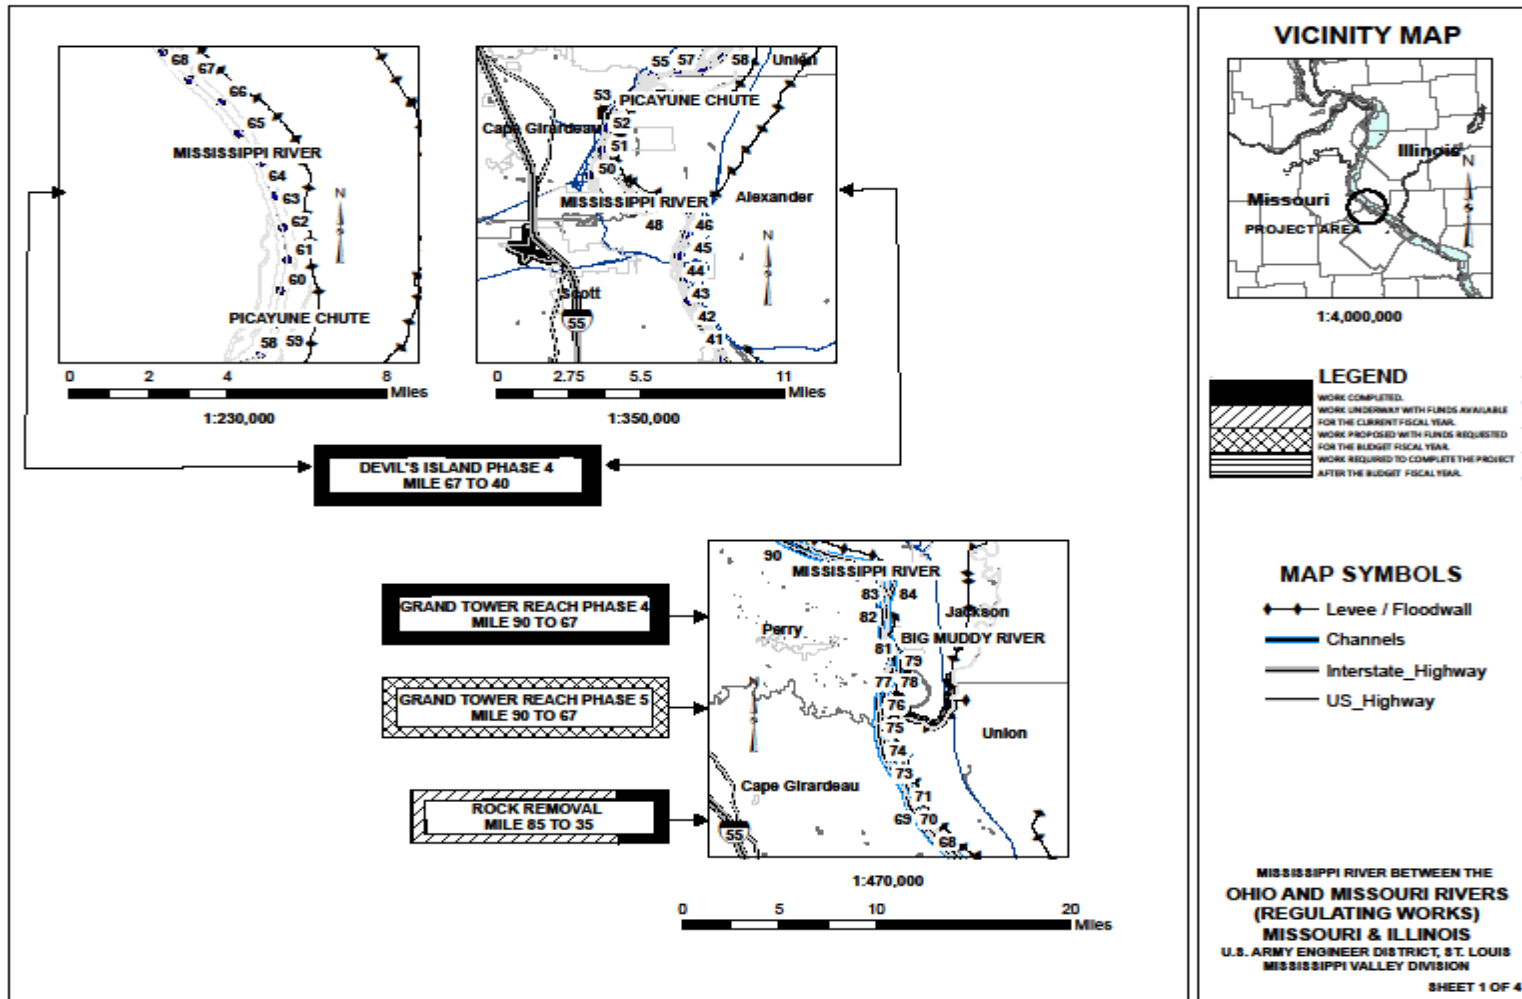 68
67
66
65
MISSISSIPPI RIVER
64
63
62
61
60
PICAYUNE CHUTE
58
59
N
S
0
2
4
8
Miles
1:230,000
55
57
58
Union
53
PICAYUNE CHUTE
Cape Girardeau
52
51
50
MISSISSIPPI RIVER
Alexander
48
46
45
44
43
42
41
Scott
55
N
S
0
2.75
5.5
11
Miles
1:350,000
DEVIL'S ISLAND PHASE 4
MILE 67 TO 40
GRAND TOWER REACH PHASE 4
MILE 90 TO 67
GRAND TOWER REACH PHASE 5
MILE 90 TO 67
ROCK REMOVAL
MILE 85 TO 35
90
MISSISSIPPI RIVER
83
84
82
Jackson
Perry
BIG MUDDY RIVER
81
79
77
78
76
75
Union
74
73
Cape Girardeau
71
69
70
68
55
N
1:470,000
0
5
10
20
Miles
VICINITY MAP
Illinois
N
S
Missouri
PROJECT AREA
1:4,000,000
LEGEND
WORK COMPLETED.
WORK UNDERWAY WITH FUNDS AVAILABLE
FOR THE CURRENT FISCAL YEAR.
WORK PROPOSED WITH FUNDS REQUESTED
FOR THE BUDGET FISCAL YEAR.
WORK REQUIRED TO COMPLETE THE PROJECT
AFTER THE BUDGET FISCAL YEAR.
MAP SYMBOLS
Levee / Floodwall
Channels
Interstate_Highway
US_Highway
MISSISSIPPI RIVER BETWEEN THE
OHIO AND MISSOURI RIVERS
(REGULATING WORKS)
MISSOURI & ILLINOIS
U.S. ARMY ENGINEER DISTRICT, ST. LOUIS
MISSISSIPPI VALLEY DIVISION
SHEET 1 OF 4